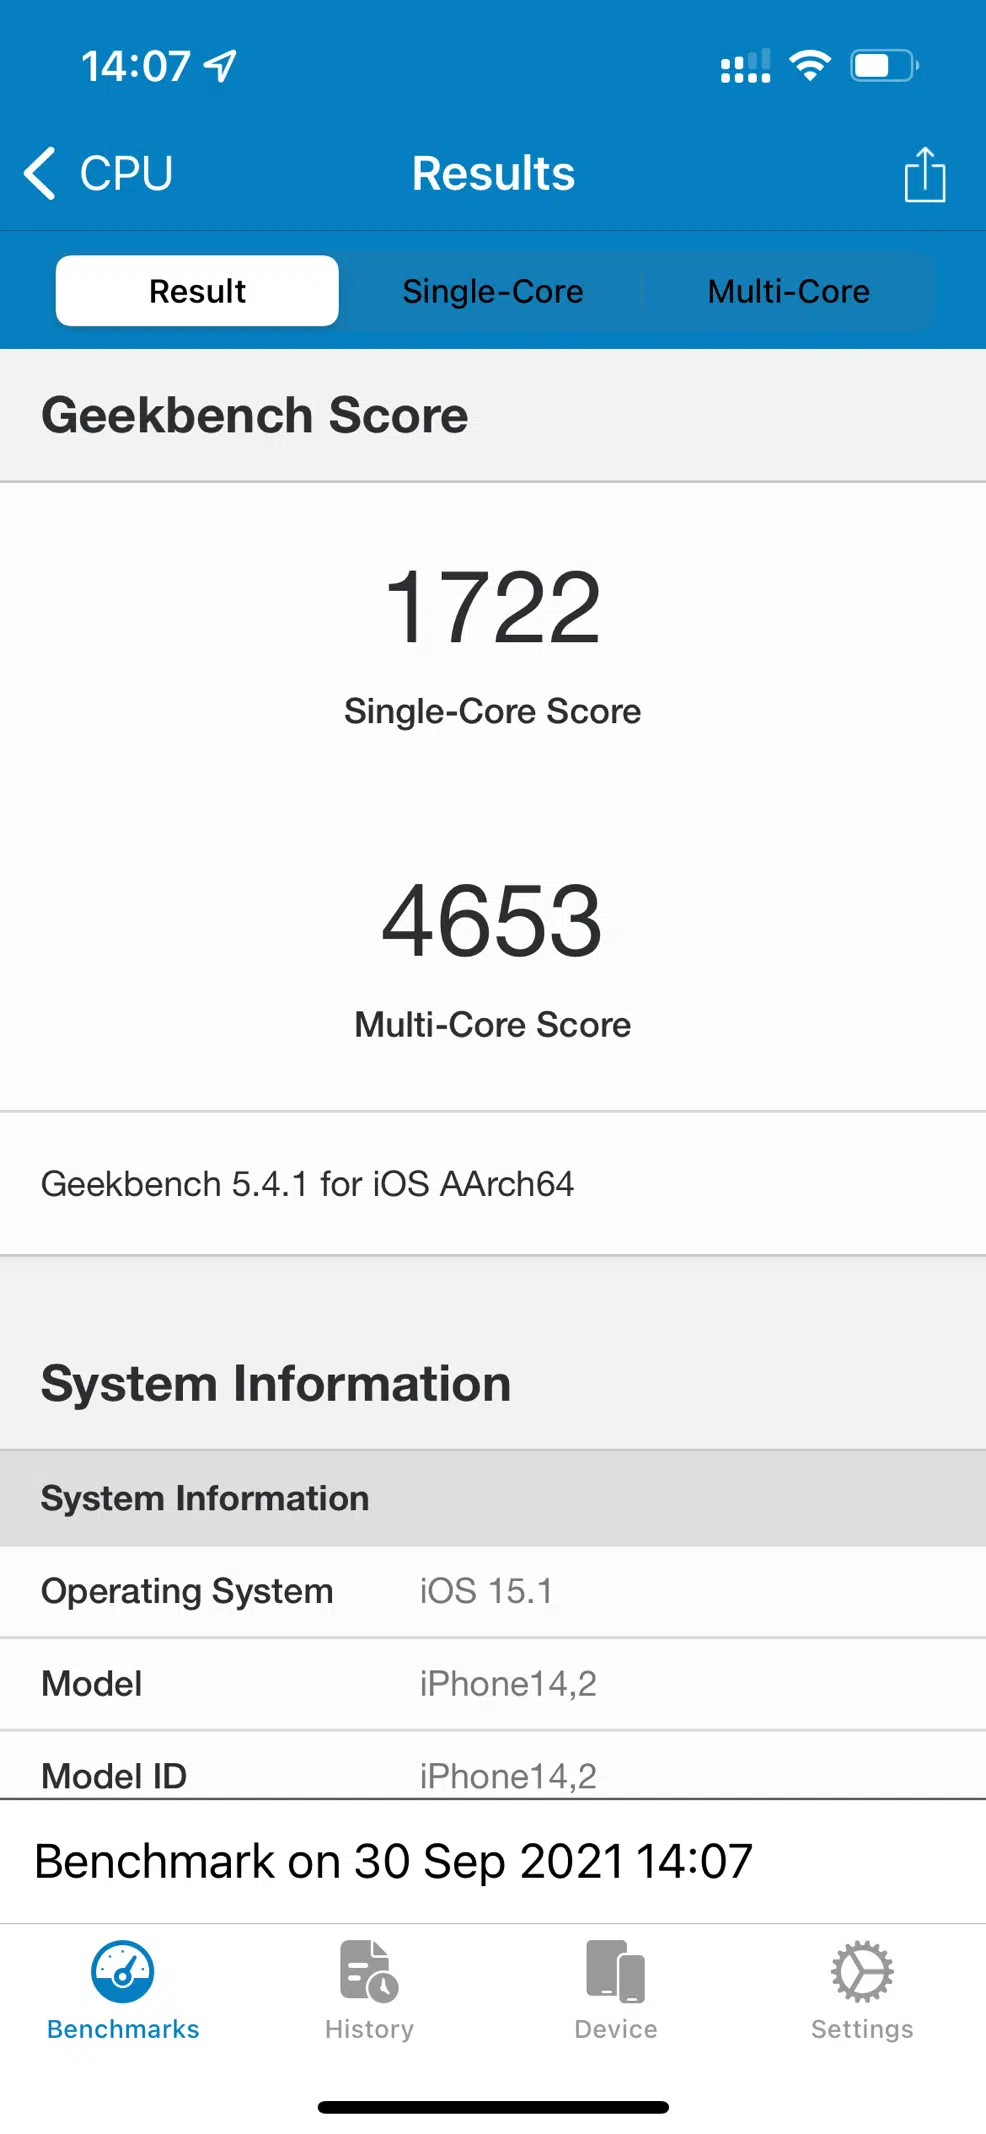 14:07
CPU
Results
Result
Single-Core
Multi-Core
Geekbench Score
1722
Single-Core Score
4653
Multi-Core Score
Geekbench 5.4.1 for iOS AArch64
System Information
System Information
Operating System iOS 15.1
Model iPhone14,2
Model ID iPhone14,2
Benchmark on 30 Sep 2021 14:07
Benchmarks
History
Device
Settings